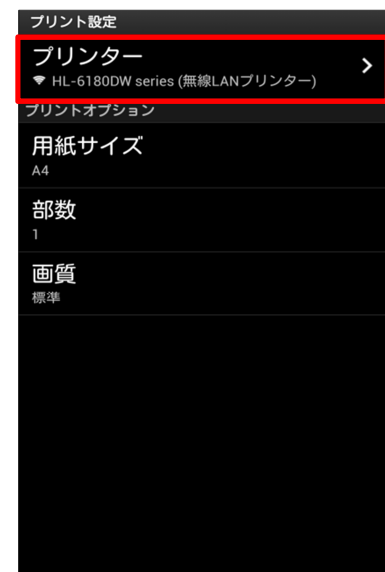 プリント設定
プリンター
HL-6180DW series (無線LANプリンター)
プリントオプション
用紙サイズ
A4
部数
1
画質
標準